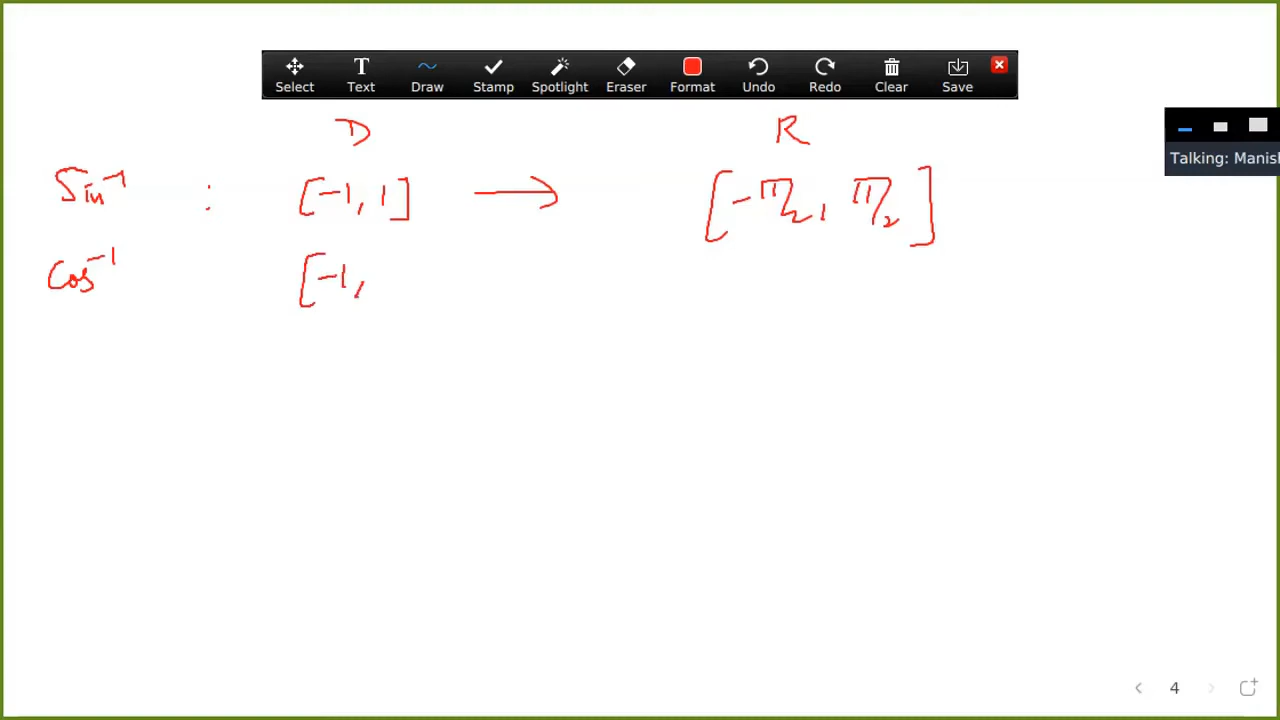 Select Text Draw Stamp Spotlight Eraser Format Undo Redo Clear Save
D R
Talking: Manish
Sin⁻¹ : [-1, 1] → [-π/2, π/2]
Cos⁻¹ [-1,
4